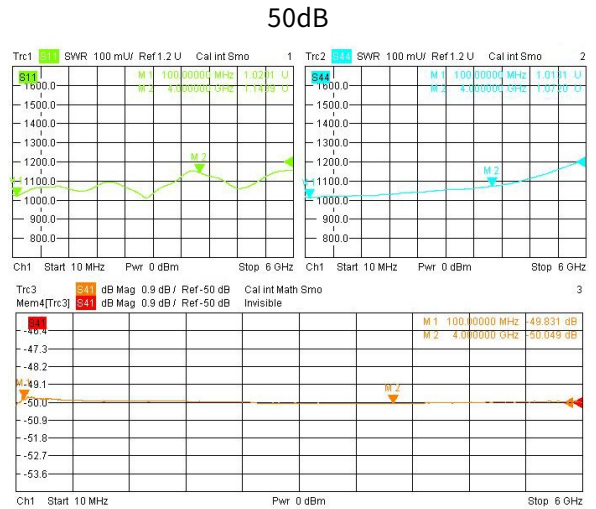 50dB
Trc1 S11 SWR 100 mU/ Ref 1.2 U Cal int Smo 1
S11
M 1 100.00000 MHz 1.0201 U
M 2 4.000000 GHz
1600.0
1500.0
1400.0
1300.0
1200.0
M 2
1100.0
1000.0
900.0
800.0
Ch1 Start 10 MHz Pwr 0 dBm Stop 6 GHz
Trc2 S44 SWR 100 mU/ Ref 1.2 U Cal int Smo 2
S44
M 1 100.00000 MHz
M 2 4.000000 GHz
1600.0
1500.0
1400.0
1300.0
1200.0
M 2
1100.0
1000.0
900.0
800.0
Ch1 Start 10 MHz Pwr 0 dBm Stop 6 GHz
Trc3 S41 dB Mag 0.9 dB/ Ref -50 dB Cal int Math Smo 3
Mem4[Trc3] S41 dB Mag 0.9 dB/ Ref -50 dB Invisible
S41
M 1 100.00000 MHz -49.831 dB
M 2 4.000000 GHz -50.049 dB
-46.4
-47.3
-48.2
-49.1
M 1
M 2
-50.0
-50.9
-51.8
-52.7
-53.6
Ch1 Start 10 MHz Pwr 0 dBm Stop 6 GHz